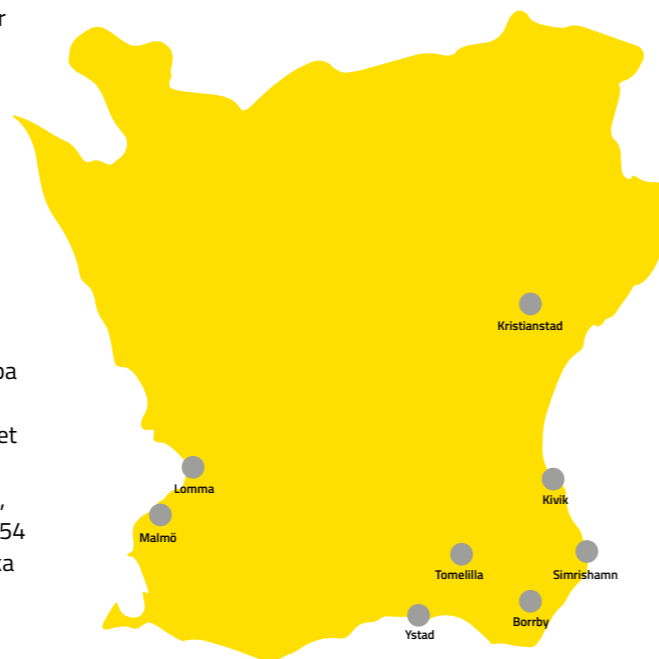 r
pa
et
,
54
ka
Kristianstad
Lomma
Kivik
Malmö
Tomelilla
Simrishamn
Borrby
Ystad